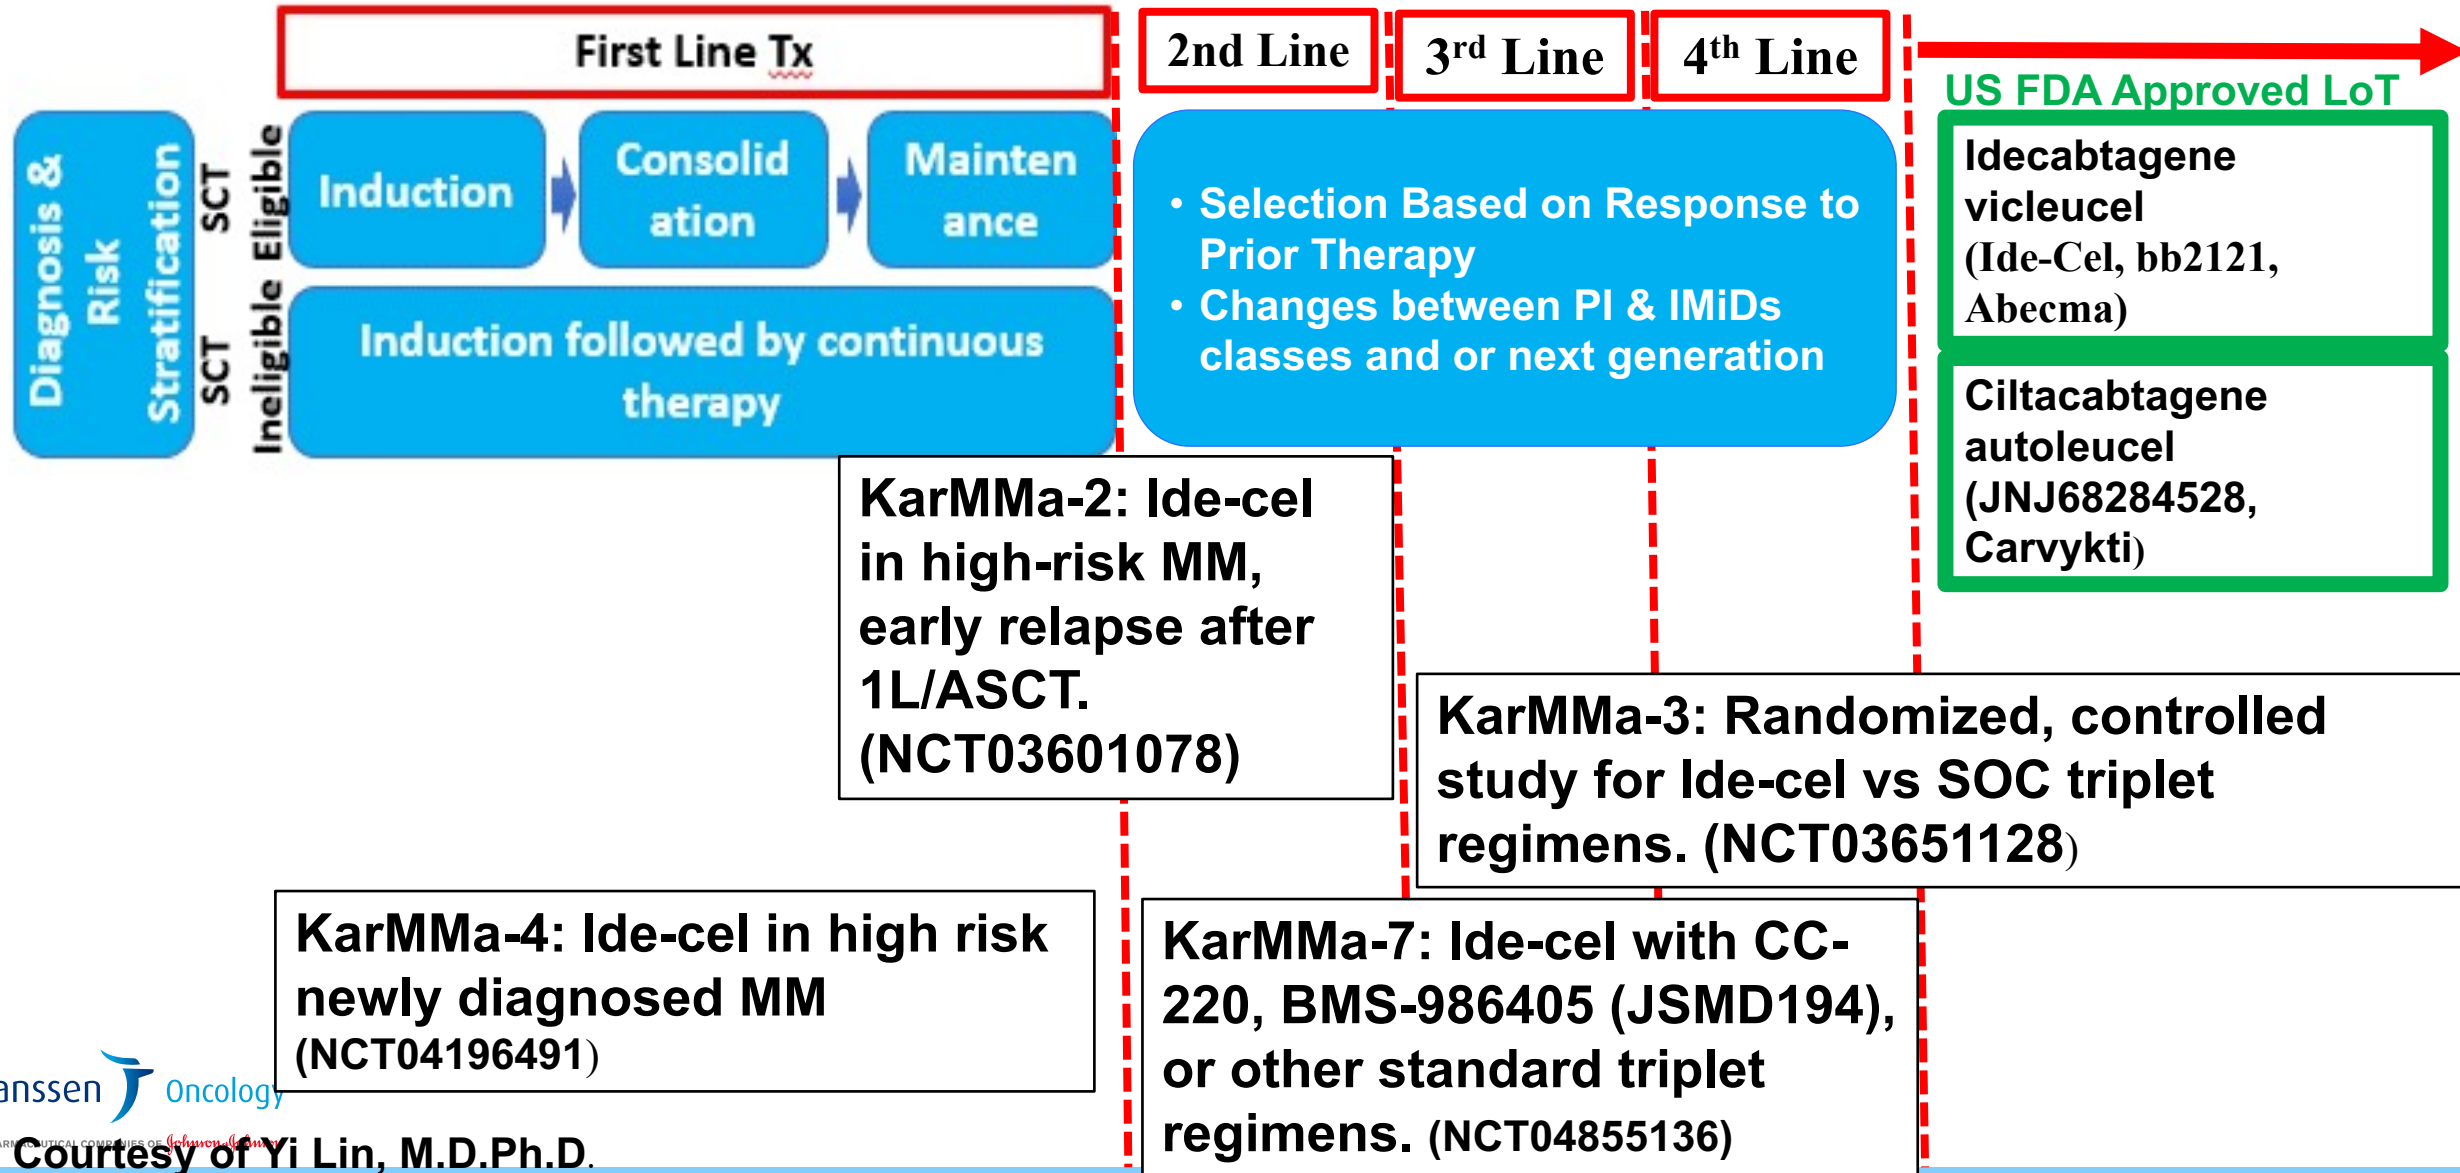 First Line Tx
2nd Line
3rd Line
4th Line
US FDA Approved LoT
Diagnosis &
Risk
Stratification
SCT
Eligible
SCT
Ineligible
Induction
Consolid
ation
Mainten
ance
Induction followed by continuous
therapy
• Selection Based on Response to
Prior Therapy
• Changes between PI & IMiDs
classes and or next generation
Idecabtagene
vicleucel
(Ide-Cel, bb2121,
Abecma)
Ciltacabtagene
autoleucel
(JNJ68284528,
Carvykti)
KarMMa-2: Ide-cel
in high-risk MM,
early relapse after
1L/ASCT.
(NCT03601078)
KarMMa-3: Randomized, controlled
study for Ide-cel vs SOC triplet
regimens. (NCT03651128)
KarMMa-4: Ide-cel in high risk
newly diagnosed MM
(NCT04196491)
KarMMa-7: Ide-cel with CC-
220, BMS-986405 (JSMD194),
or other standard triplet
regimens. (NCT04855136)
anssen Oncology
COMPANIES OF Johnson & Johnson
Courtesy of Yi Lin, M.D.Ph.D.